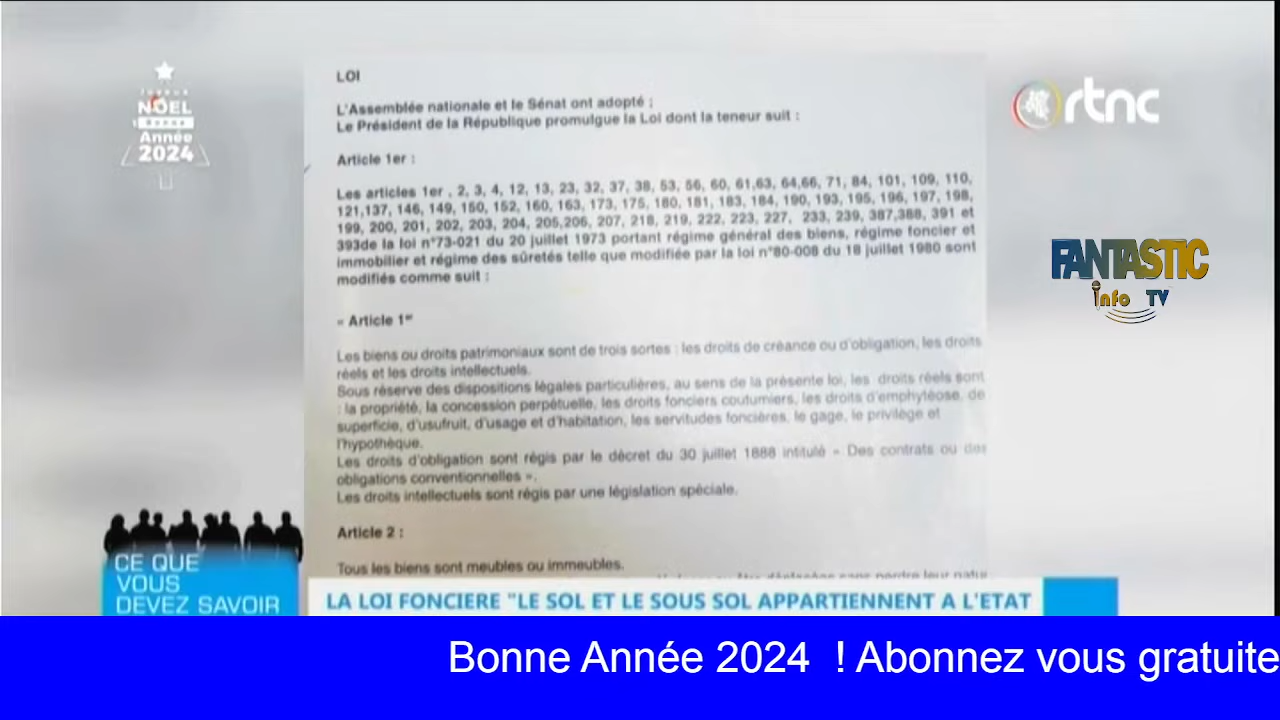 JOYEUX
NOËL
BONNE
Année
2024
rtnc
LOI
L'Assemblée nationale et le Sénat ont adopté ;
Le Président de la République promulgue la Loi dont la teneur suit :
Article 1er :
Les articles 1er , 2, 3, 4, 12, 13, 23, 32, 37, 38, 53, 56, 60, 61,63, 64,66, 71, 84, 101, 109, 110,
121,137, 146, 149, 150, 152, 160, 163, 173, 175, 180, 181, 183, 184, 190, 193, 195, 196, 197, 198,
199, 200, 201, 202, 203, 204, 205,206, 207, 218, 219, 222, 223, 227, 233, 239, 387,388, 391 et
393de la loi n°73-021 du 20 juillet 1973 portant régime général des biens, régime foncier et
immobilier et régime des sûretés telle que modifiée par la loi n°80-008 du 18 juillet 1980 sont
modifiés comme suit :
« Article 1er
Les biens ou droits patrimoniaux sont de trois sortes : les droits de créance ou d'obligation, les droits
réels et les droits intellectuels.
Sous réserve des dispositions légales particulières, au sens de la présente loi, les droits réels sont
: la propriété, la concession perpétuelle, les droits fonciers coutumiers, les droits d'emphytéose, de
superficie, d'usufruit, d'usage et d'habitation, les servitudes foncières, le gage, le privilège et
l'hypothèque.
Les droits d'obligation sont régis par le décret du 30 juillet 1888 intitulé « Des contrats ou des
obligations conventionnelles ».
Les droits intellectuels sont régis par une législation spéciale.
Article 2 :
Tous les biens sont meubles ou immeubles.
sans perdre leur
FANTASTIC
info TV
CE QUE
VOUS
DEVEZ SAVOIR
LA LOI FONCIERE "LE SOL ET LE SOUS SOL APPARTIENNENT A L'ETAT
Bonne Année 2024 ! Abonnez vous gratuite